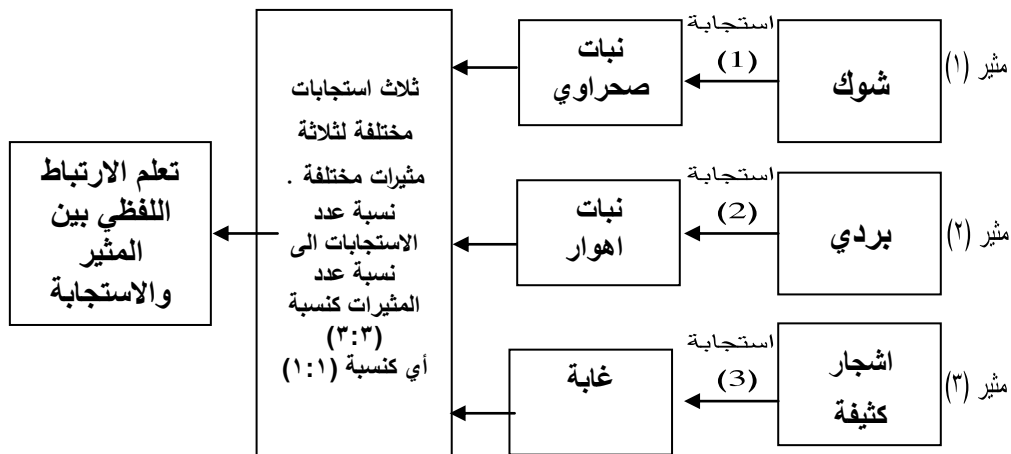 مثير (١)
شوك
استجابة
(1)
نبات
صحراوي
مثير (٢)
بردي
استجابة
(2)
نبات
اهوار
مثير (٣)
اشجار
كثيفة
استجابة
(3)
غابة
ثلاث استجابات
مختلفة لثلاثة
مثيرات مختلفة .
نسبة عدد
الاستجابات الى
نسبة عدد
المثيرات كنسبة
(٣:٣)
أي كنسبة (١:١)
تعلم الارتباط
اللفظي بين
المثير
والاستجابة